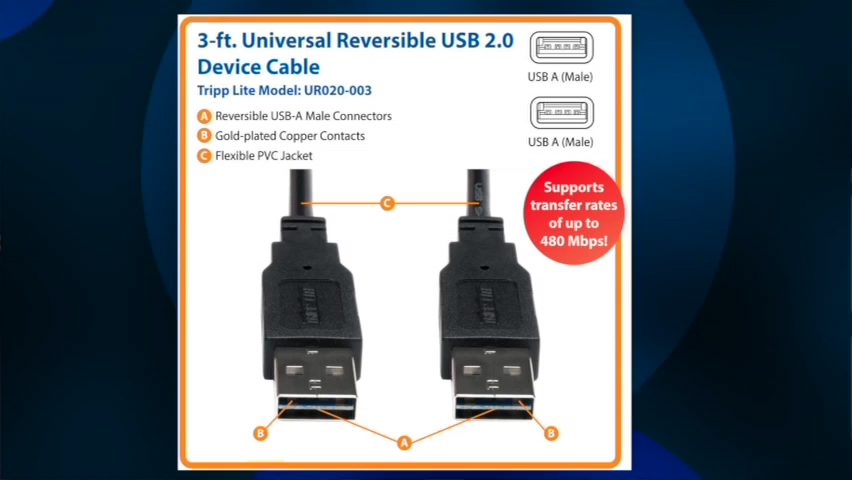 3-ft. Universal Reversible USB 2.0
Device Cable
Tripp Lite Model: UR020-003
A Reversible USB-A Male Connectors
B Gold-plated Copper Contacts
C Flexible PVC Jacket
USB A (Male)
USB A (Male)
Supports
transfer rates
of up to
480 Mbps!
C
B
A
B